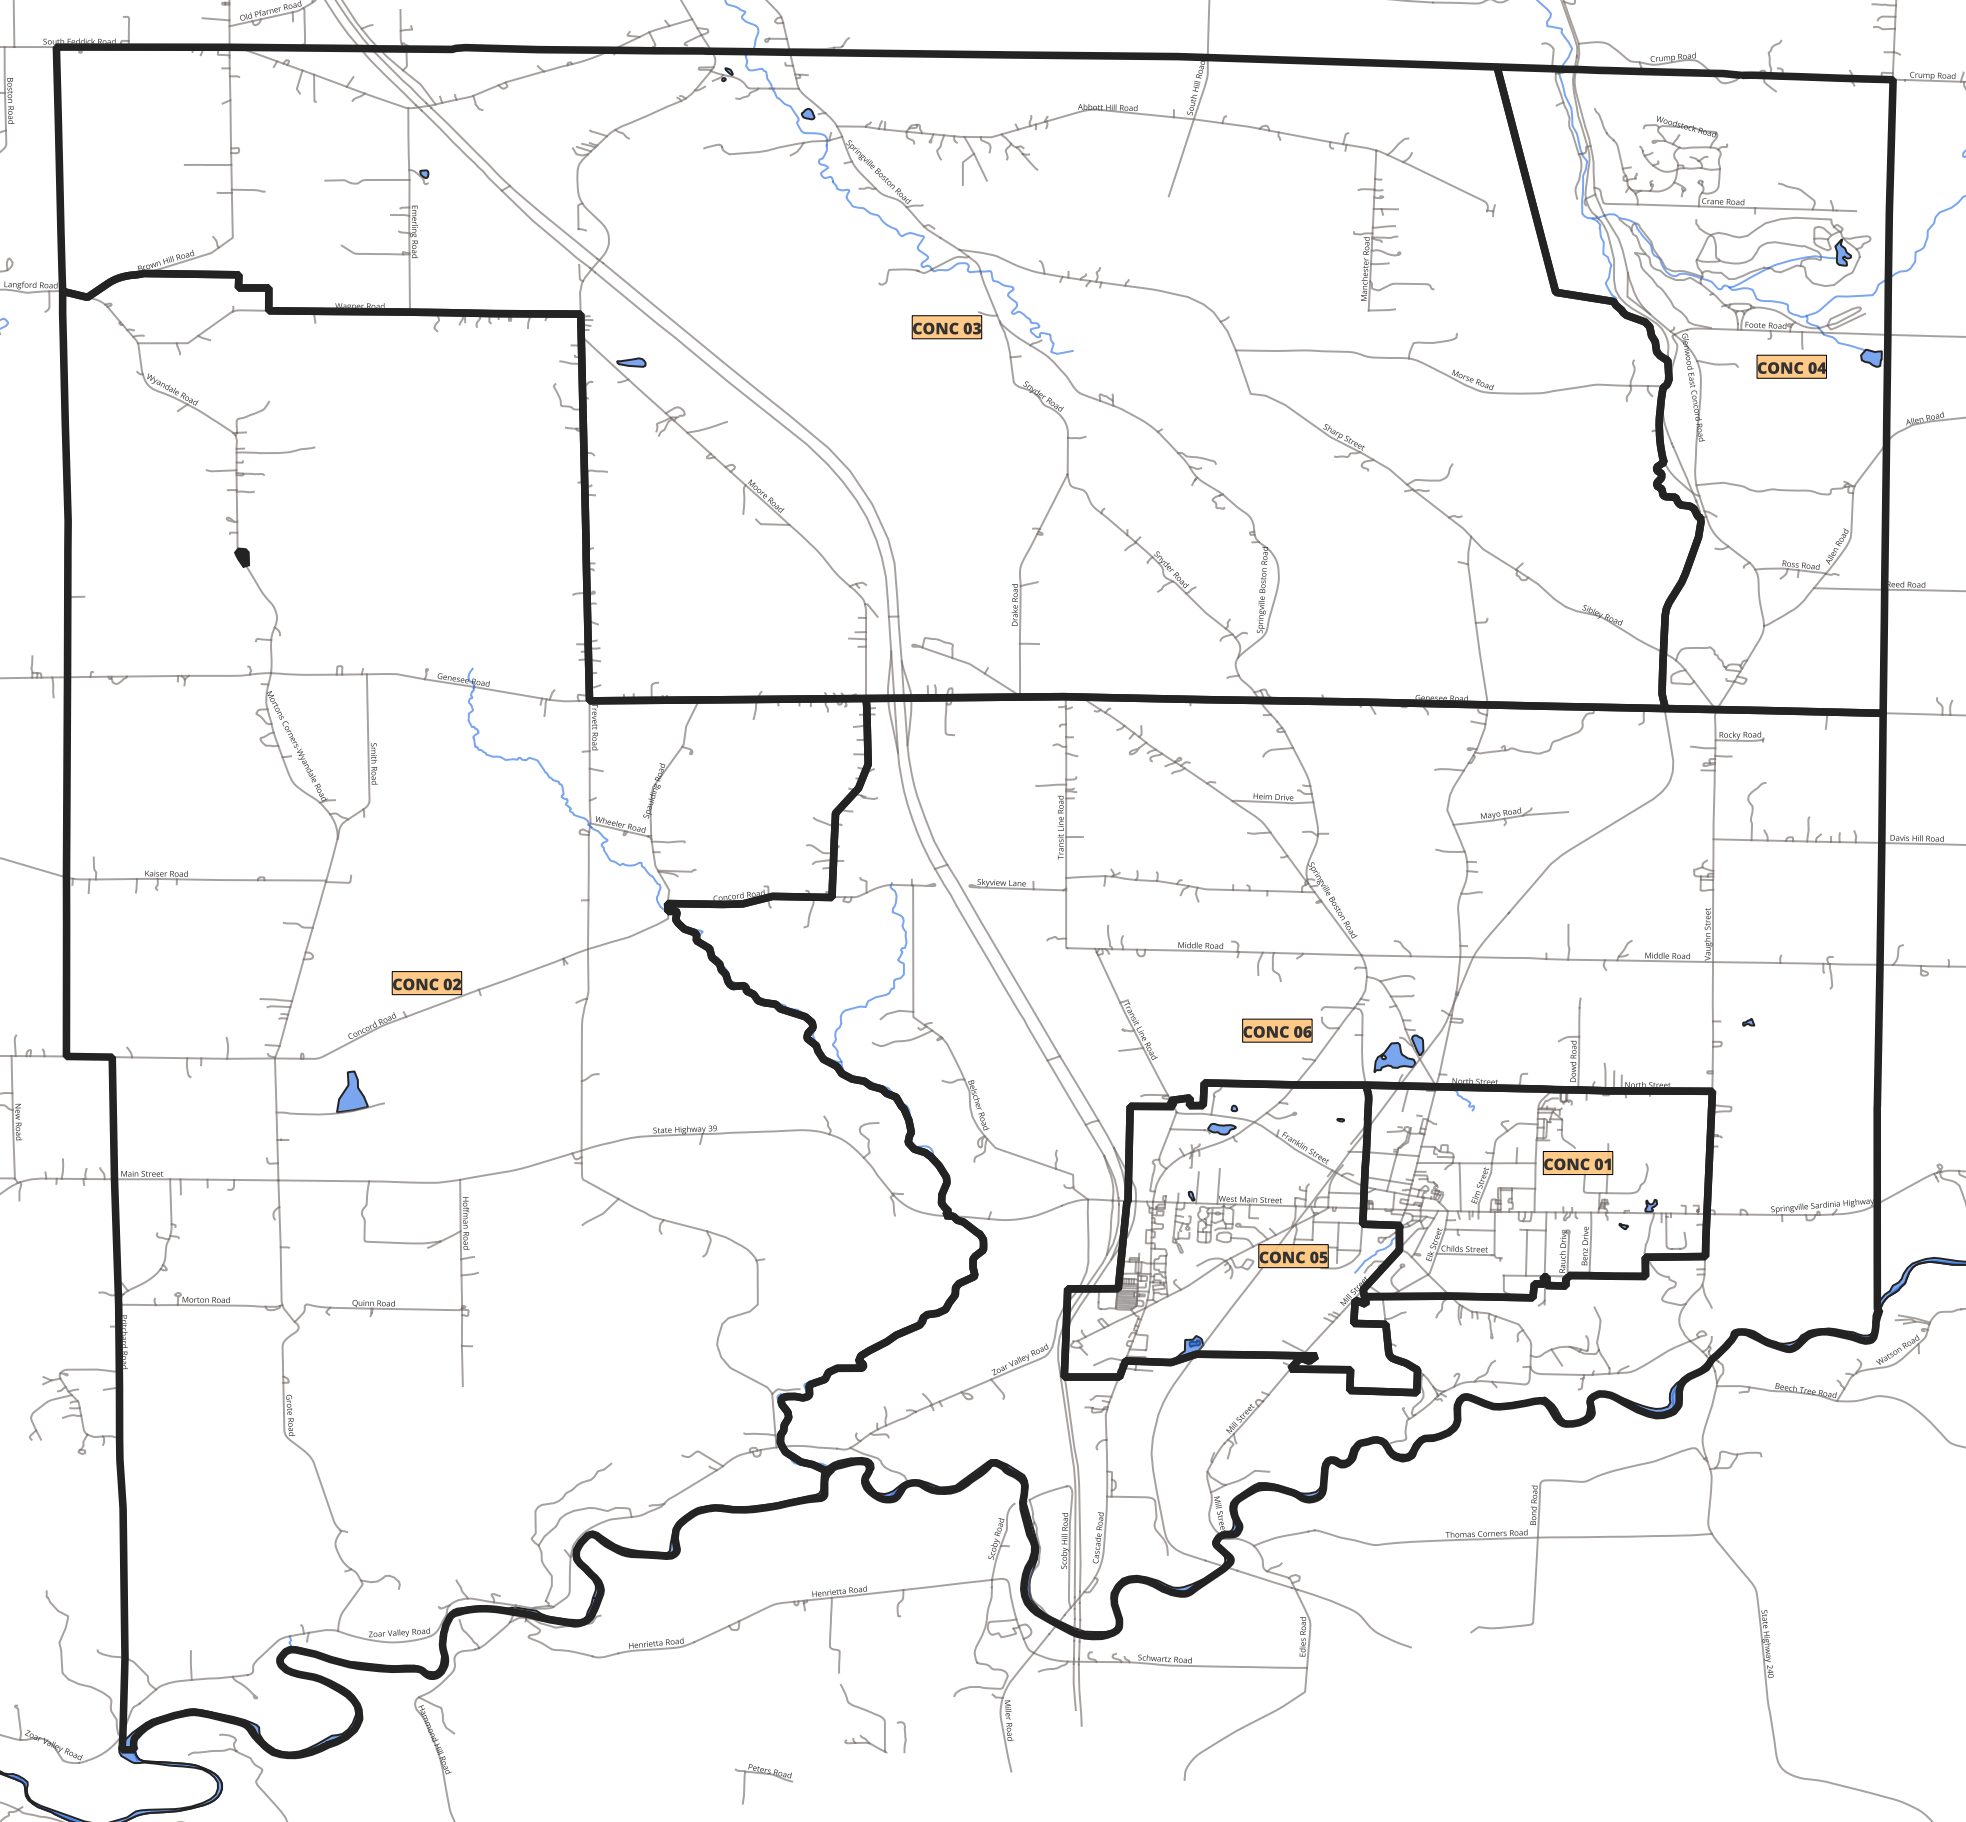 Old Pfarner Road
South Feddick Road
Boston Road
Crump Road
Crump Road
South Hill Road
Abbott Hill Road
Woodstock Road
Springville Boston Road
Crane Road
Emerling Road
Manchester Road
Brown Hill Road
Langford Road
Wagner Road
CONC 03
Foote Road
Glenwood East Concord Road
CONC 04
Wyandale Road
Snyder Road
Morse Road
Allen Road
Sharp Street
Moore Road
Snyder Road
Springville Boston Road
Allen Road
Ross Road
Reed Road
Drake Road
Sibley Road
Genesee Road
Genesee Road
Mortons Corners-Wyandale Road
Smith Road
Trevett Road
Rocky Road
Spaulding Road
Heim Drive
Mayo Road
Wheeler Road
Transit Line Road
Davis Hill Road
Kaiser Road
Skyview Lane
Concord Road
Springville Boston Road
Vaughn Street
Middle Road
Middle Road
CONC 02
Concord Road
Transit Line Road
CONC 06
Dowd Road
North Street
North Street
New Road
Belscher Road
State Highway 39
Franklin Street
CONC 01
Main Street
Elm Street
West Main Street
Springville Sardinia Highway
Hoffman Road
CONC 05
Elk Street
Childs Street
Rauch Drive
Benz Drive
Mill Street
Morton Road
Quinn Road
Pritchard Road
Zoar Valley Road
Watson Road
Beech Tree Road
Grote Road
Mill Street
Mill Street
Bond Road
Scoby Road
Scoby Hill Road
Cascade Road
Thomas Corners Road
Henrietta Road
Zoar Valley Road
Henrietta Road
Edies Road
State Highway 240
Schwartz Road
Hammond Hill Road
Miller Road
Zoar Valley Road
Peters Road